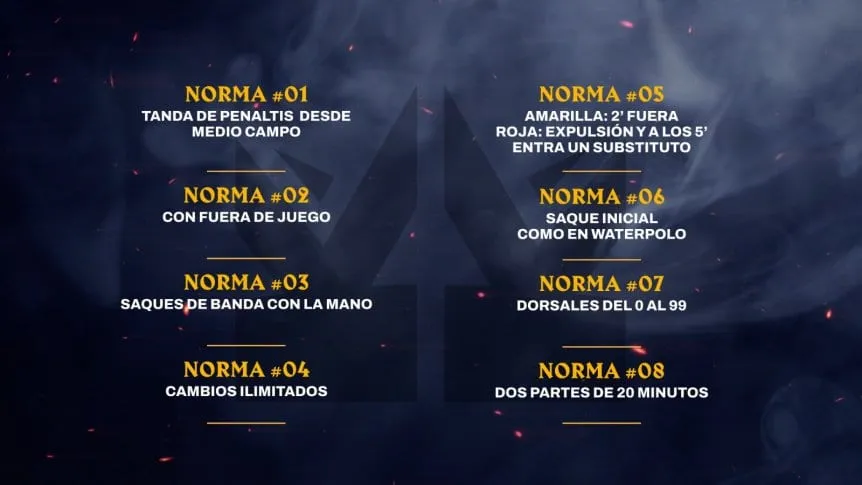 NORMA #01
TANDA DE PENALTIS DESDE
MEDIO CAMPO
NORMA #02
CON FUERA DE JUEGO
NORMA #03
SAQUES DE BANDA CON LA MANO
NORMA #04
CAMBIOS ILIMITADOS
NORMA #05
AMARILLA: 2' FUERA
ROJA: EXPULSIÓN Y A LOS 5'
ENTRA UN SUBSTITUTO
NORMA #06
SAQUE INICIAL
COMO EN WATERPOLO
NORMA #07
DORSALES DEL 0 AL 99
NORMA #08
DOS PARTES DE 20 MINUTOS